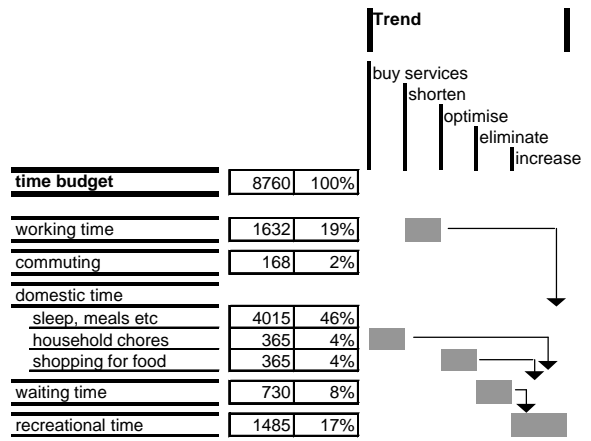 Trend
buy services
shorten
optimise
eliminate
increase
time budget 8760 100%
working time 1632 19%
commuting 168 2%
domestic time
sleep, meals etc 4015 46%
household chores 365 4%
shopping for food 365 4%
waiting time 730 8%
recreational time 1485 17%